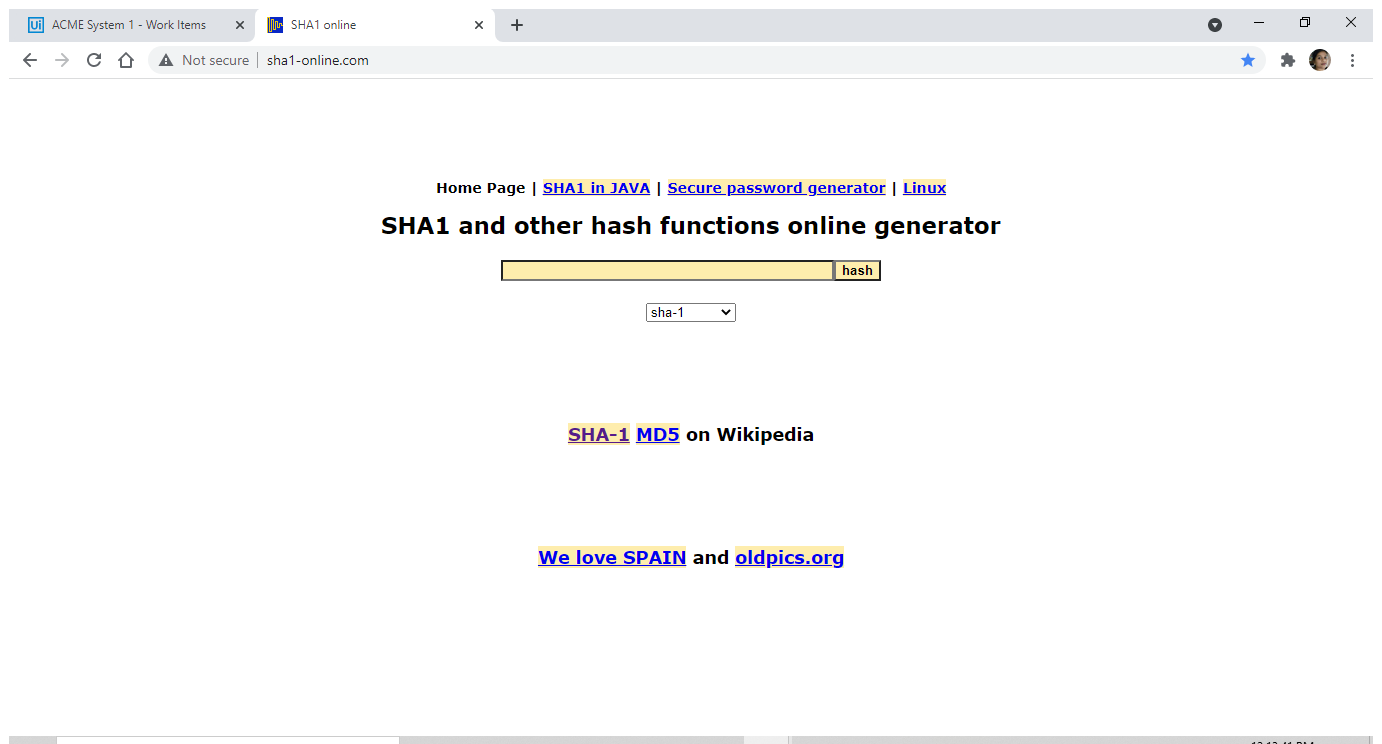 Ui ACME System 1 - Work Items SHA1 online
Not secure sha1-online.com
Home Page | SHA1 in JAVA | Secure password generator | Linux
SHA1 and other hash functions online generator
hash
sha-1
SHA-1 MD5 on Wikipedia
We love SPAIN and oldpics.org